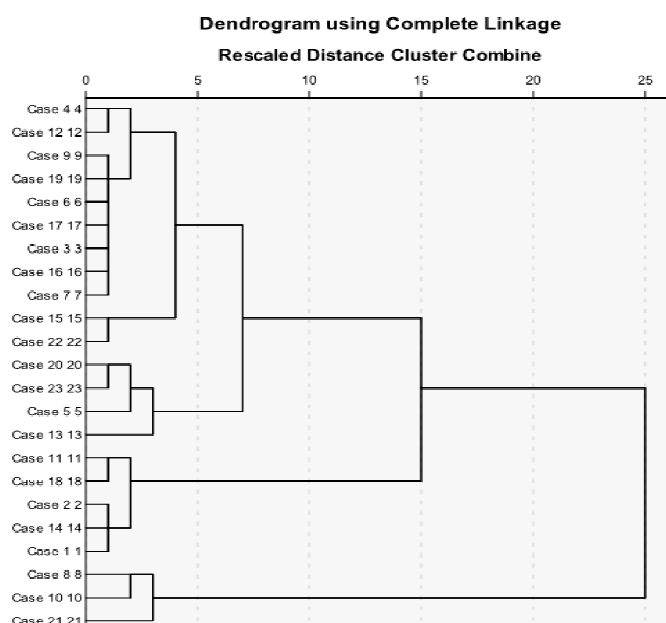 Dendrogram using Complete Linkage
Rescaled Distance Cluster Combine
0 5 10 15 20 25
Case 4 4
Case 12 12
Case 9 9
Case 19 19
Case 6 6
Case 17 17
Case 3 3
Case 16 16
Case 7 7
Case 15 15
Case 22 22
Case 20 20
Case 23 23
Case 5 5
Case 13 13
Case 11 11
Case 18 18
Case 2 2
Case 14 14
Case 1 1
Case 8 8
Case 10 10
Case 21 21